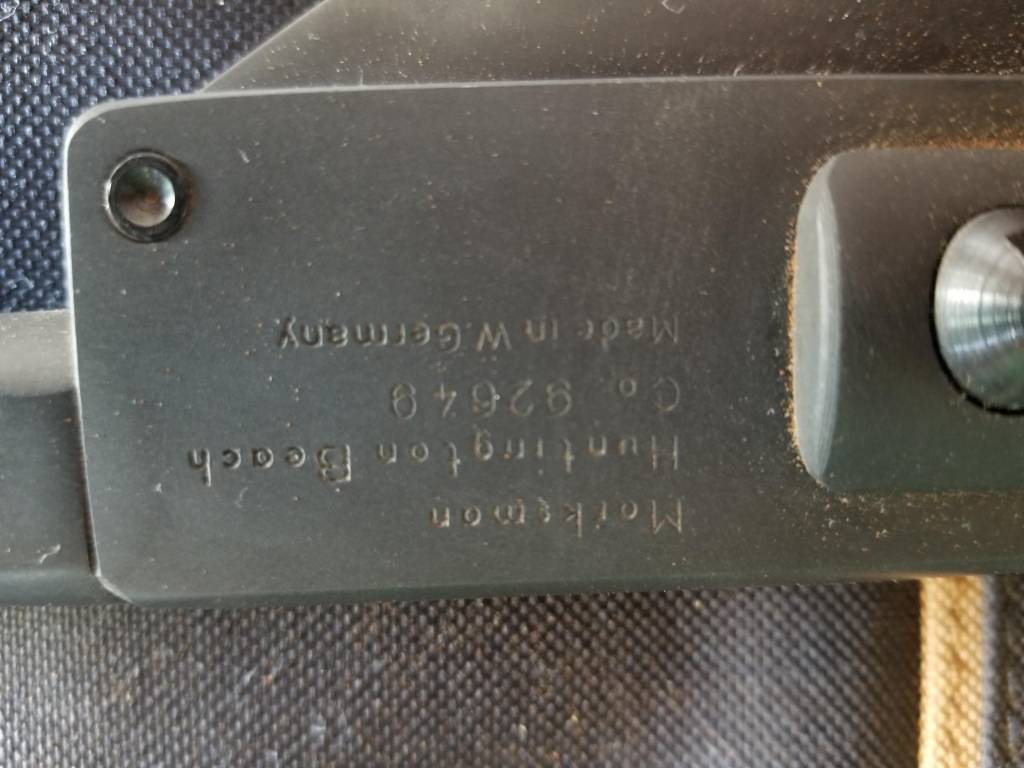 Marksman
Huntington Beach
Ca. 92649
Made in W.Germany